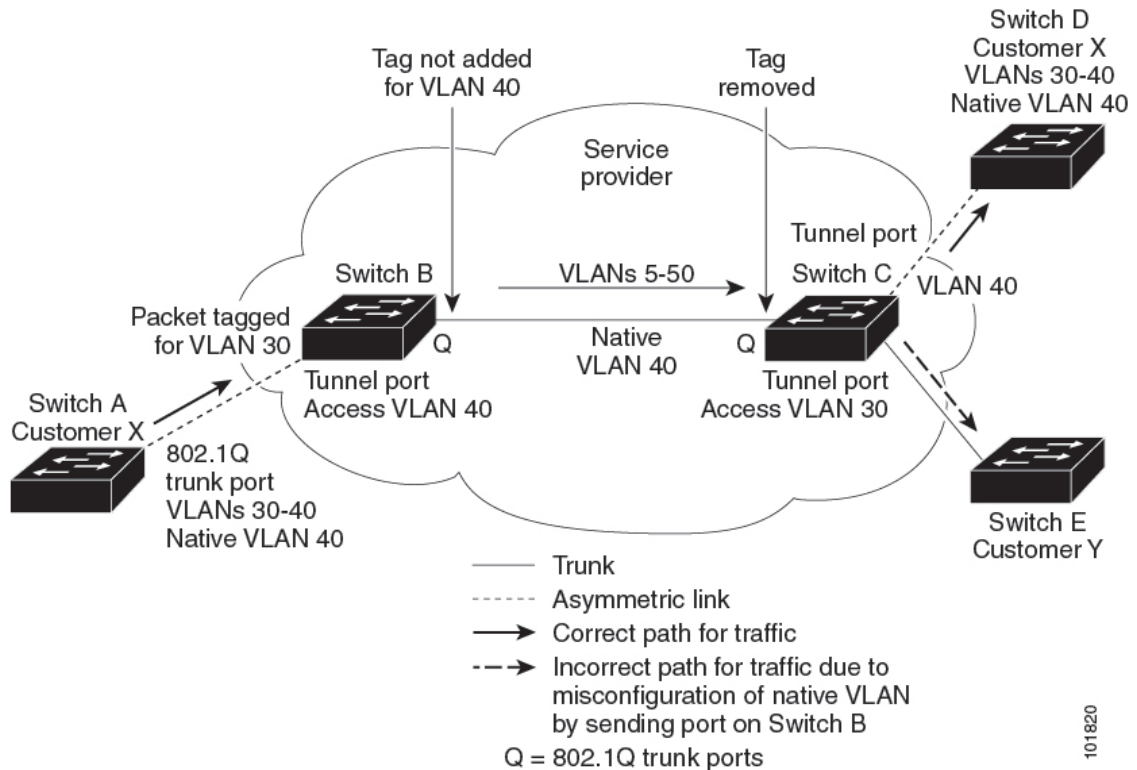 Tag not added
for VLAN 40
Tag
removed
Switch D
Customer X
VLANs 30-40
Native VLAN 40
Service
provider
Tunnel port
Switch B
VLANs 5-50
Switch C
VLAN 40
Packet tagged
for VLAN 30
Q
Native
VLAN 40
Q
Tunnel port
Access VLAN 40
Tunnel port
Access VLAN 30
Switch A
Customer X
802.1Q
trunk port
VLANs 30-40
Native VLAN 40
Switch E
Customer Y
Trunk
Asymmetric link
Correct path for traffic
Incorrect path for traffic due to
misconfiguration of native VLAN
by sending port on Switch B
Q = 802.1Q trunk ports
101820